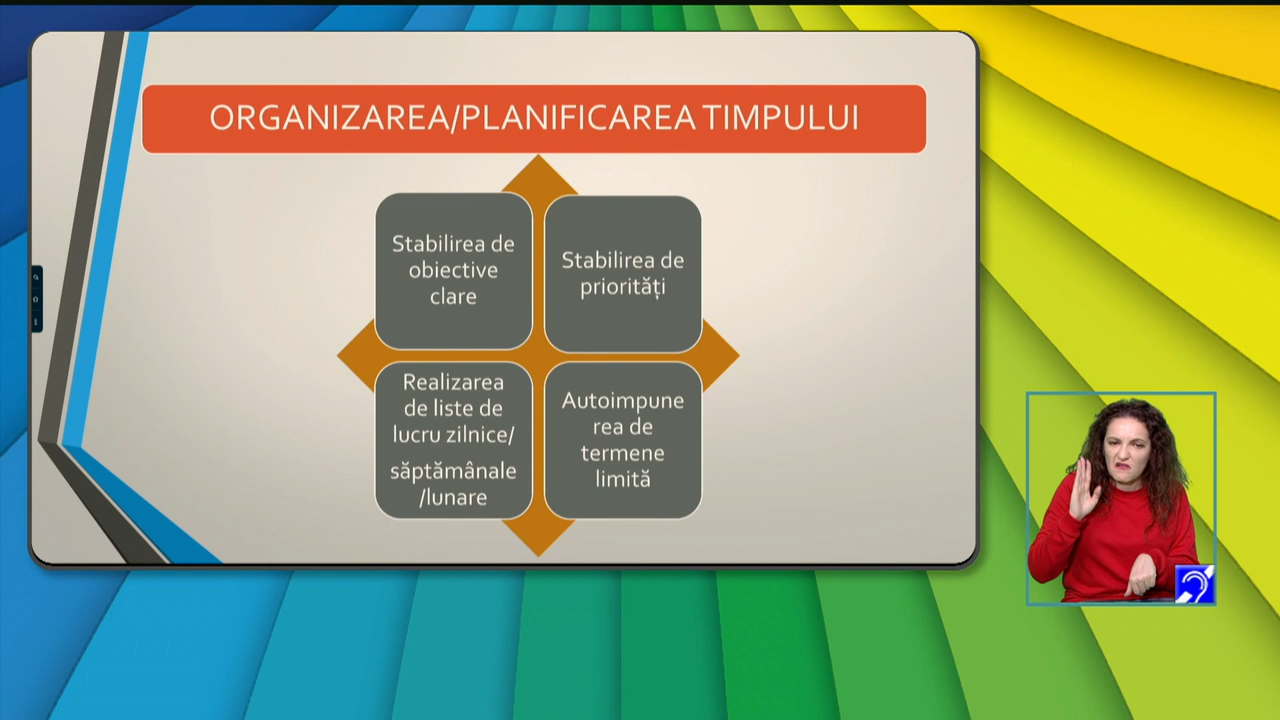 ORGANIZAREA/PLANIFICAREA TIMPULUI
Stabilirea de
obiective
clare
Stabilirea de
priorități
Realizarea
de liste de
lucru zilnice/
săptămânale
/lunare
Autoimpune
rea de
termene
limită